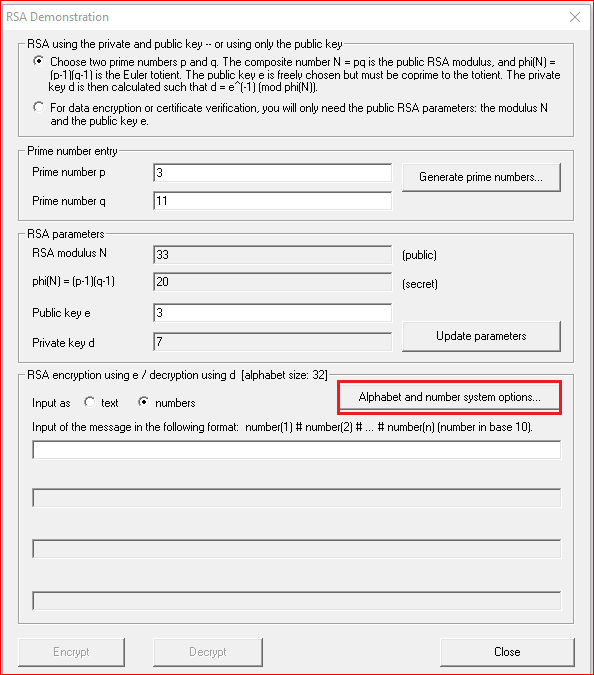 RSA Demonstration
RSA using the private and public key -- or using only the public key
Choose two prime numbers p and q. The composite number N = pq is the public RSA modulus, and phi(N) =
(p-1)(q-1) is the Euler totient. The public key e is freely chosen but must be coprime to the totient. The private
key d is then calculated such that d = e^(-1) (mod phi(N)).
For data encryption or certificate verification, you will only need the public RSA parameters: the modulus N
and the public key e.
Prime number entry
Prime number p 3 Generate prime numbers...
Prime number q 11
RSA parameters
RSA modulus N 33 (public)
phi(N) = (p-1)(q-1) 20 (secret)
Public key e 3
Private key d 7 Update parameters
RSA encryption using e / decryption using d [alphabet size: 32]
Input as text numbers Alphabet and number system options...
Input of the message in the following format: number(1) # number(2) # ... # number(n) (number in base 10).
Encrypt Decrypt Close